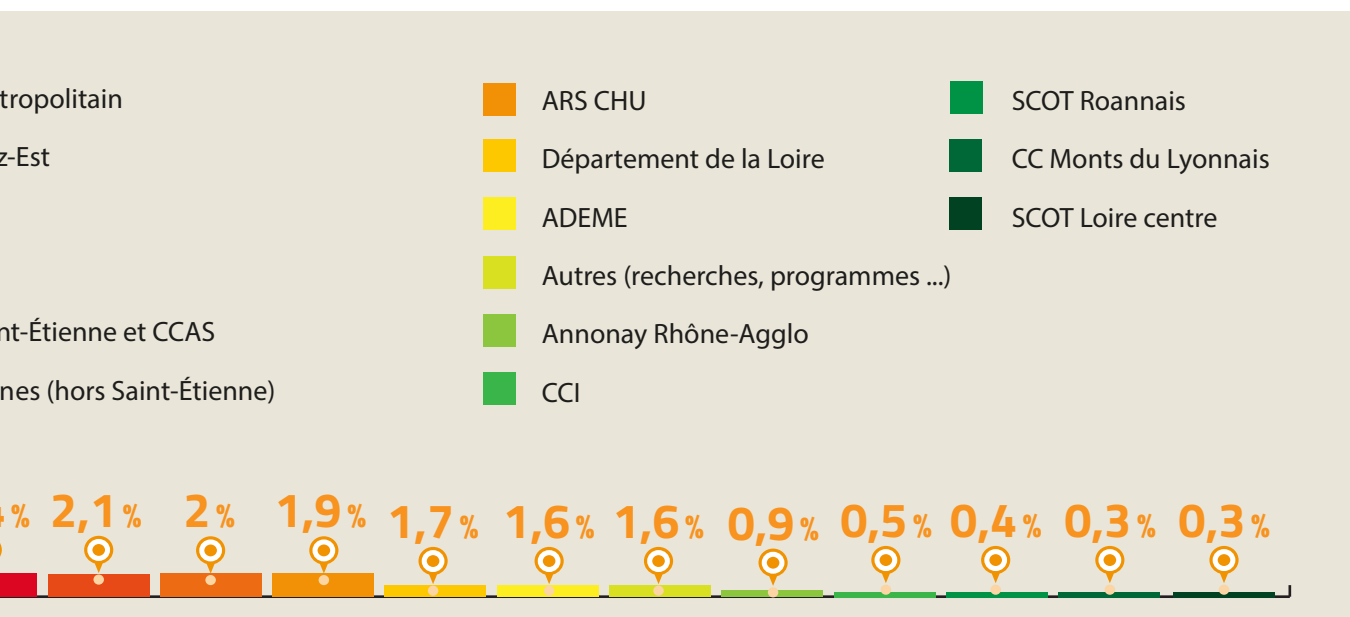 tropolitain
z-Est
nt-Étienne et CCAS
nes (hors Saint-Étienne)
ARS CHU
Département de la Loire
ADEME
Autres (recherches, programmes ...)
Annonay Rhône-Agglo
CCI
SCOT Roannais
CC Monts du Lyonnais
SCOT Loire centre
% 2,1 % 2 % 1,9 % 1,7 % 1,6 % 1,6 % 0,9 % 0,5 % 0,4 % 0,3 % 0,3 %